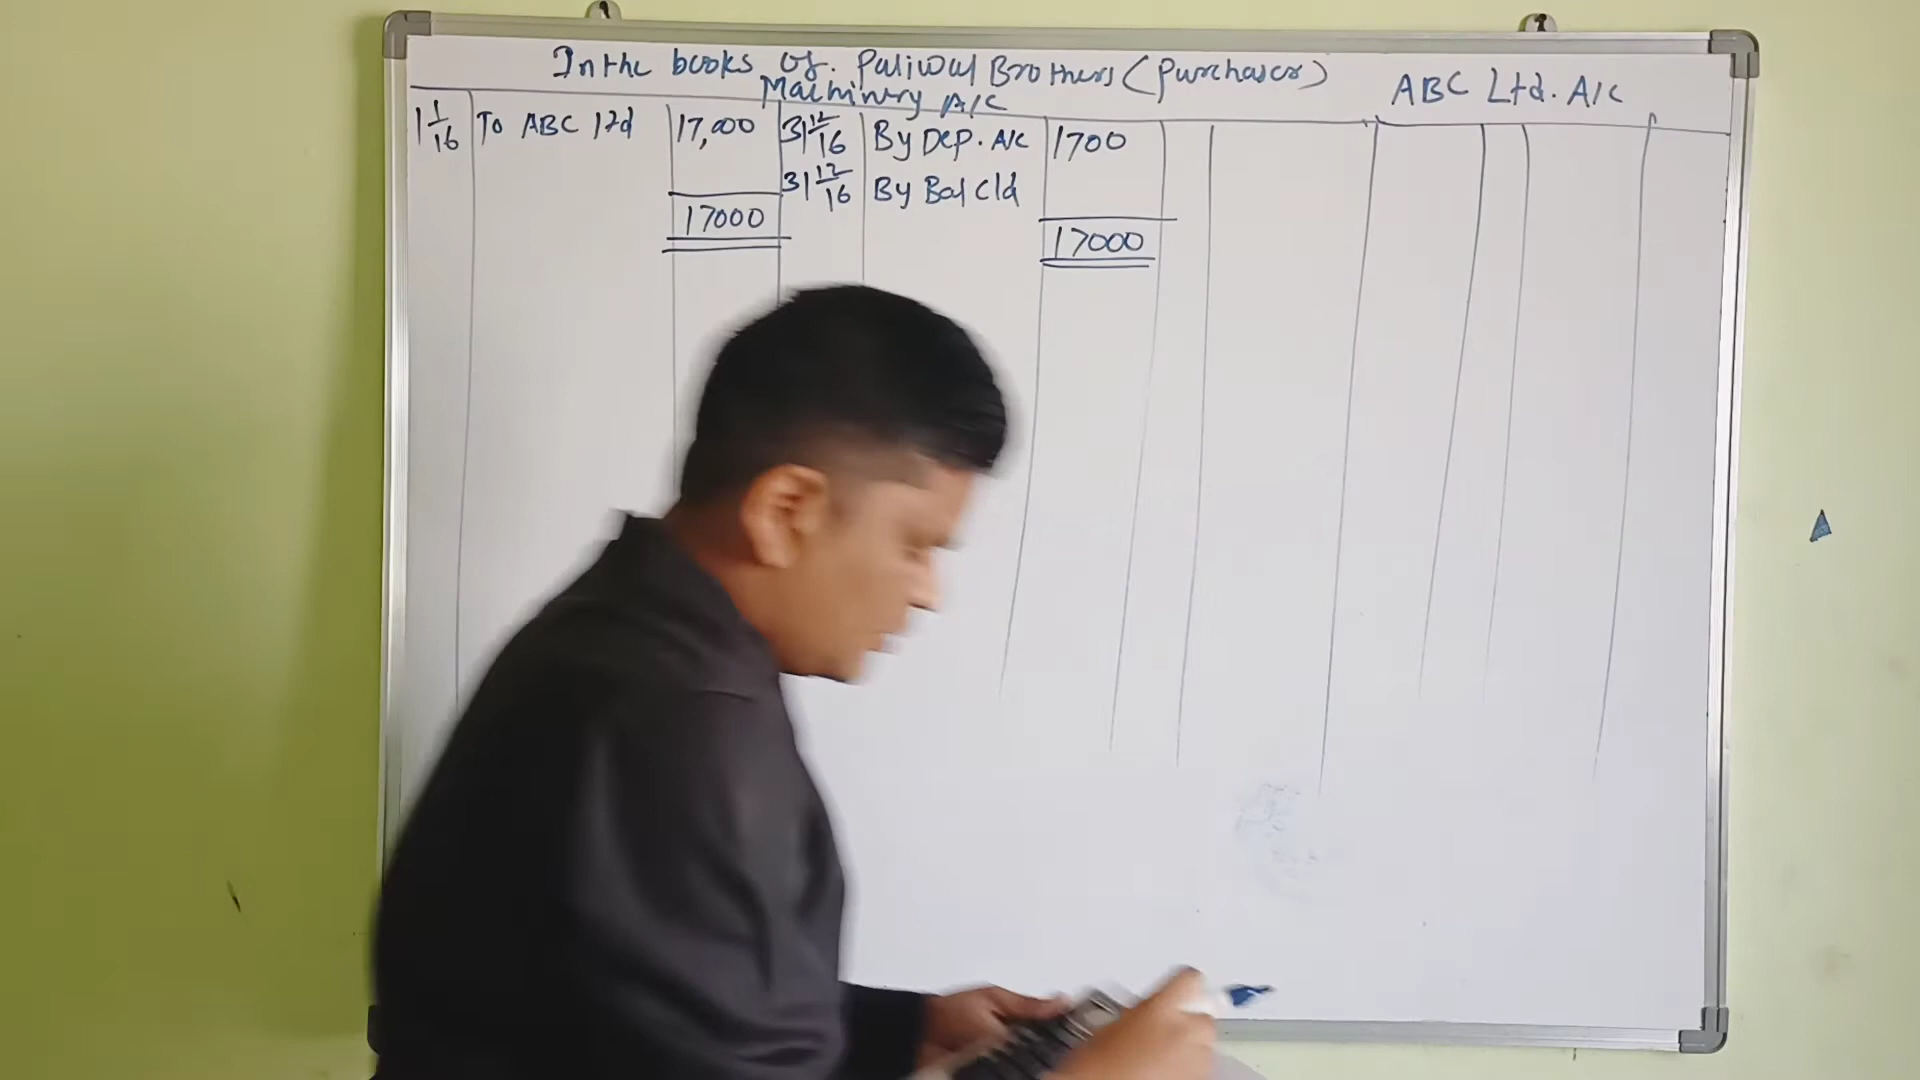 In the books of. Paliwal Brothers (Purchaser)
Machinery A/c
ABC Ltd. A/c
1 1/16 To ABC ltd 17,000 31 12/16 By Dep. A/c 1700
31 12/16 By Bal C/d
17000
17000